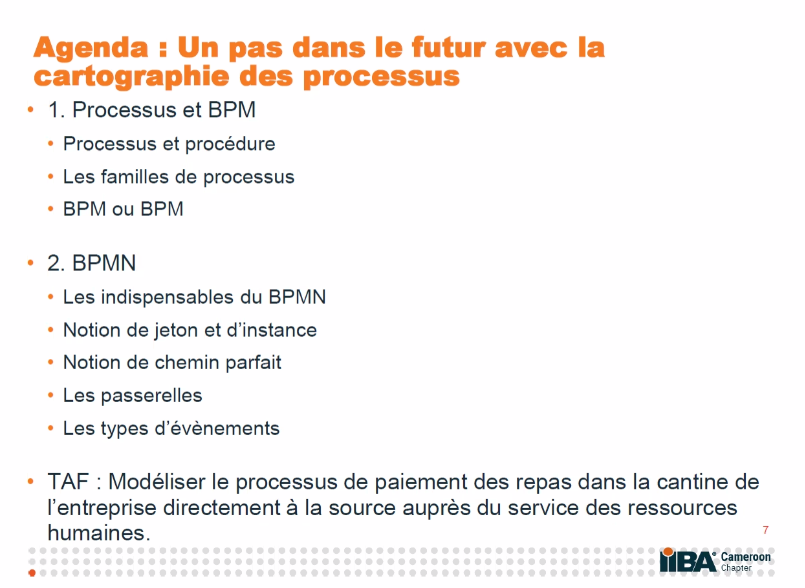 Agenda : Un pas dans le futur avec la
cartographie des processus
• 1. Processus et BPM
• Processus et procédure
• Les familles de processus
• BPM ou BPM
• 2. BPMN
• Les indispensables du BPMN
• Notion de jeton et d'instance
• Notion de chemin parfait
• Les passerelles
• Les types d'évènements
• TAF : Modéliser le processus de paiement des repas dans la cantine de
l'entreprise directement à la source auprès du service des ressources
humaines.
7
IIBA® Cameroon
Chapter